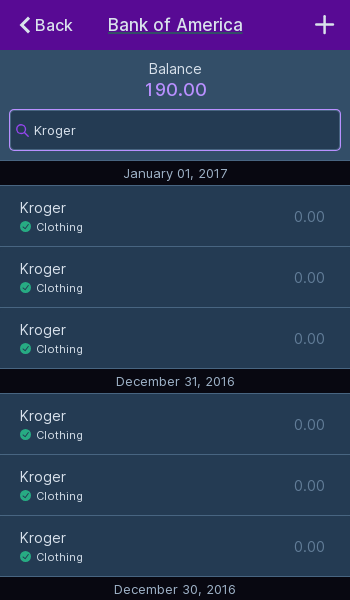 Back
Bank of America
Balance
190.00
Kroger
January 01, 2017
Kroger
0.00
Clothing
Kroger
0.00
Clothing
Kroger
0.00
Clothing
December 31, 2016
Kroger
0.00
Clothing
Kroger
0.00
Clothing
Kroger
0.00
Clothing
December 30, 2016